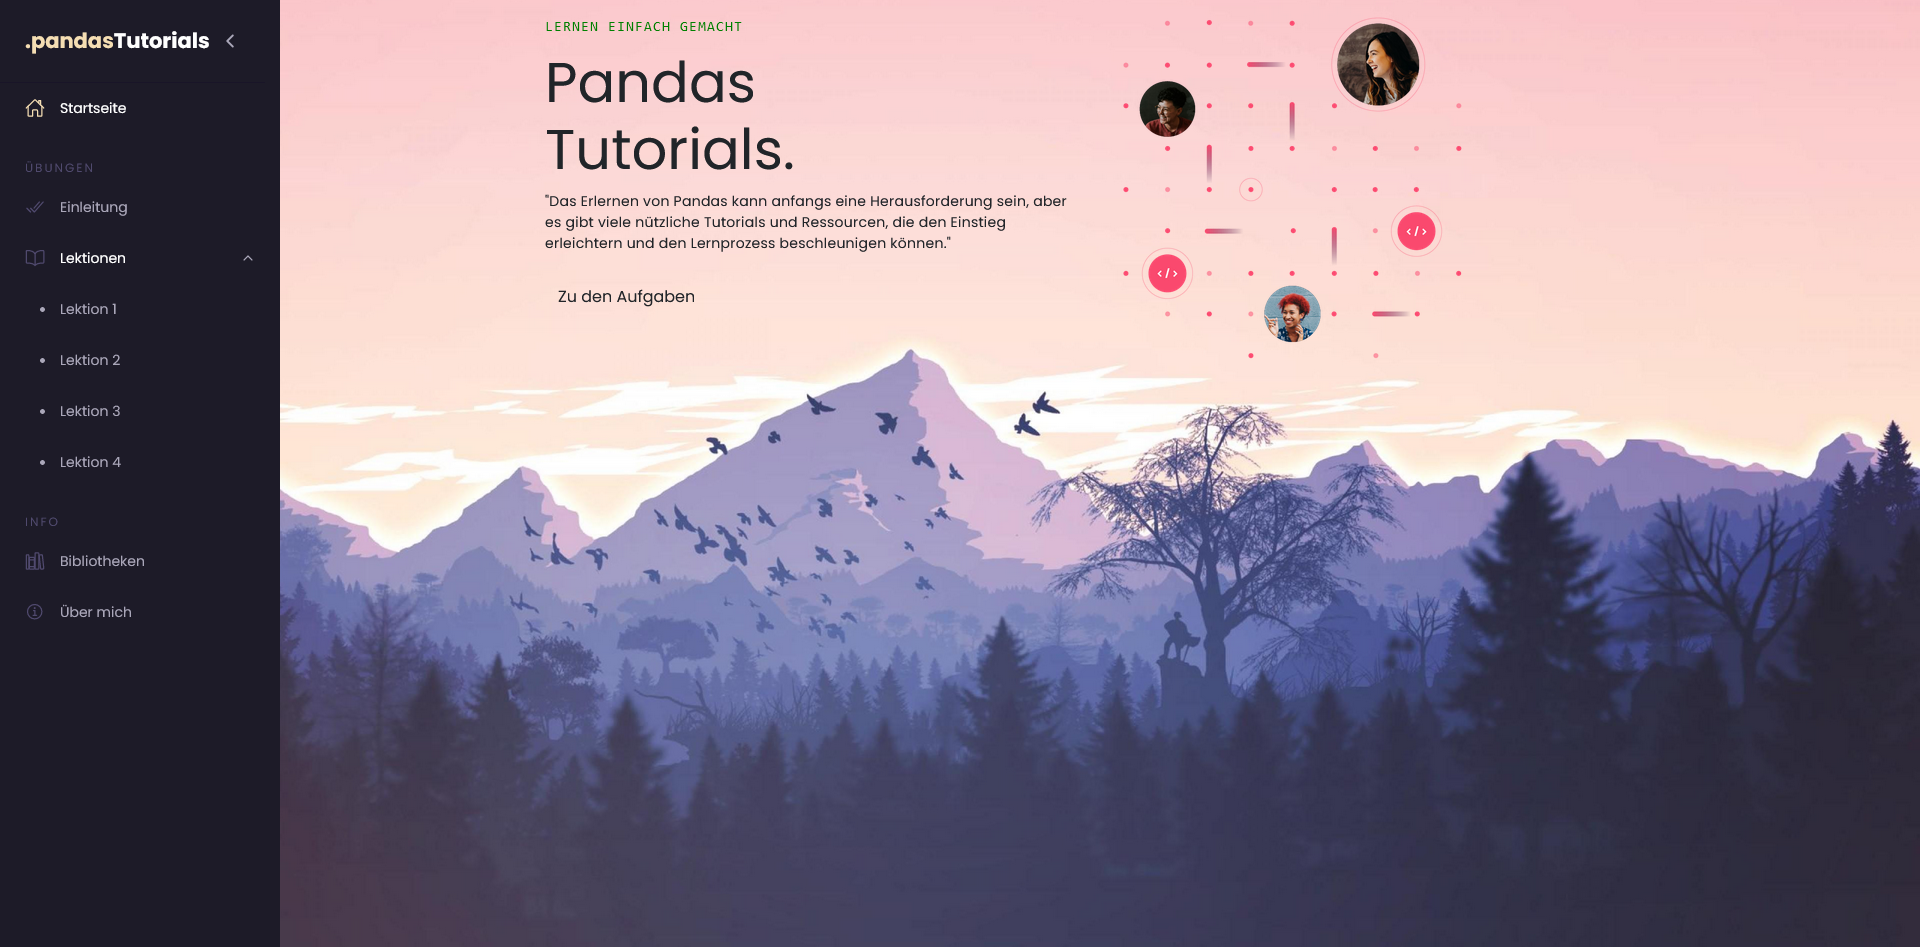 .pandasTutorials
Startseite
ÜBUNGEN
Einleitung
Lektionen
Lektion 1
Lektion 2
Lektion 3
Lektion 4
INFO
Bibliotheken
Über mich
LERNEN EINFACH GEMACHT
Pandas
Tutorials.
"Das Erlernen von Pandas kann anfangs eine Herausforderung sein, aber
es gibt viele nützliche Tutorials und Ressourcen, die den Einstieg
erleichtern und den Lernprozess beschleunigen können."
Zu den Aufgaben